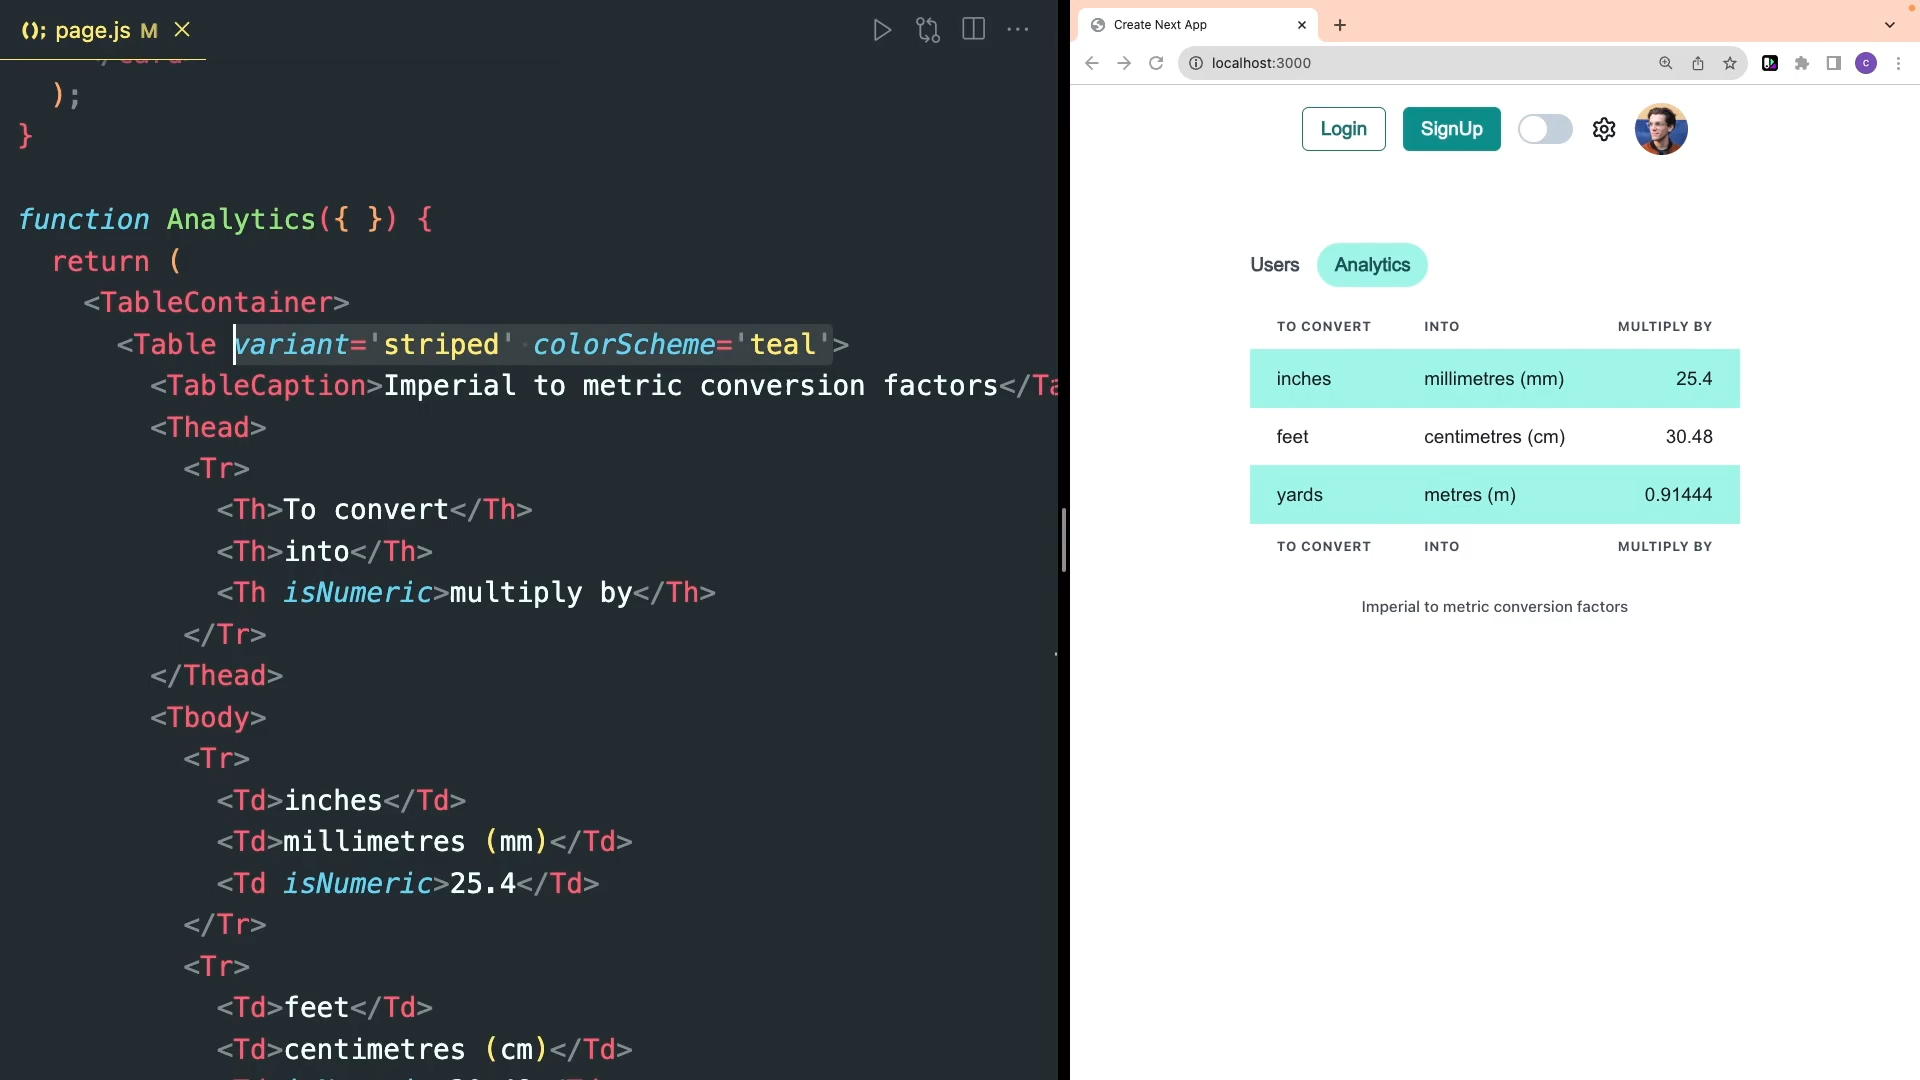 (); page.js M
);
}
function Analytics({ }) {
return (
<TableContainer>
<Table variant='striped' colorScheme='teal'>
<TableCaption>Imperial to metric conversion factors</Ta
<Thead>
<Tr>
<Th>To convert</Th>
<Th>into</Th>
<Th isNumeric>multiply by</Th>
</Tr>
</Thead>
<Tbody>
<Tr>
<Td>inches</Td>
<Td>millimetres (mm)</Td>
<Td isNumeric>25.4</Td>
</Tr>
<Tr>
<Td>feet</Td>
<Td>centimetres (cm)</Td>
Create Next App
localhost:3000
C
Login SignUp
Users Analytics
TO CONVERT INTO MULTIPLY BY
inches millimetres (mm) 25.4
feet centimetres (cm) 30.48
yards metres (m) 0.91444
TO CONVERT INTO MULTIPLY BY
Imperial to metric conversion factors